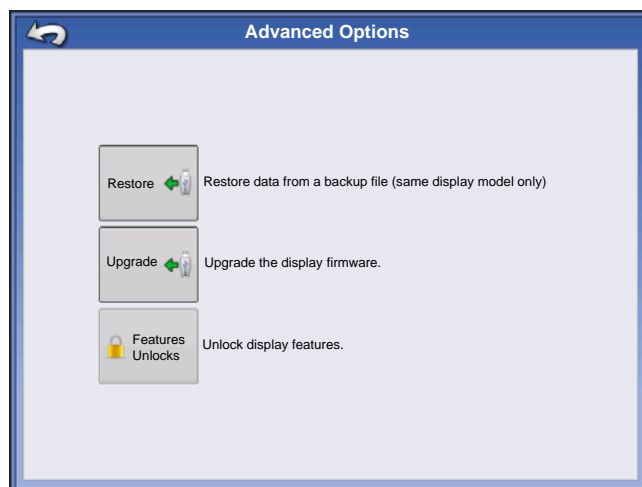 Advanced Options
Restore
Restore data from a backup file (same display model only)
Upgrade
Upgrade the display firmware.
Features
Unlocks
Unlock display features.